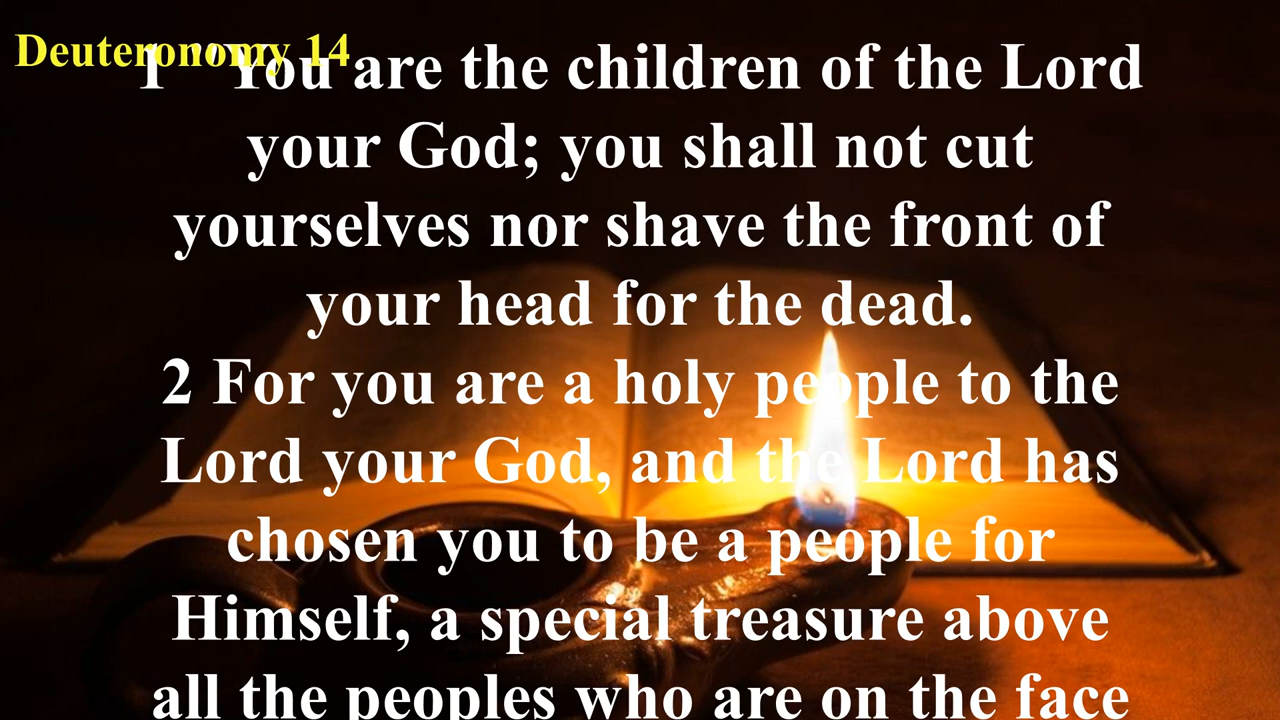 Deuteronomy 14
1 "You are the children of the Lord
your God; you shall not cut
yourselves nor shave the front of
your head for the dead.
2 For you are a holy people to the
Lord your God, and the Lord has
chosen you to be a people for
Himself, a special treasure above
all the peoples who are on the face